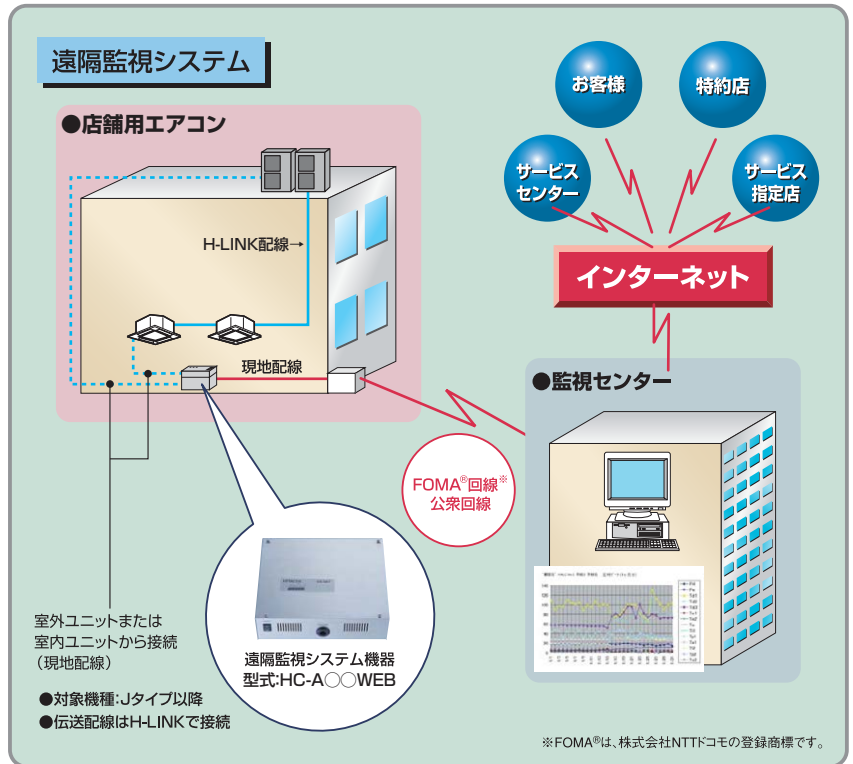 遠隔監視システム
●店舗用エアコン
H-LINK配線→
現地配線
お客様
特約店
サービス
センター
サービス
指定店
インターネット
●監視センター
FOMA®回線※
公衆回線
室外ユニットまたは
室内ユニットから接続
(現地配線)
遠隔監視システム機器
型式:HC-A○○WEB
●対象機種:Jタイプ以降
●伝送配線はH-LINKで接続
※FOMA®は、株式会社NTTドコモの登録商標です。